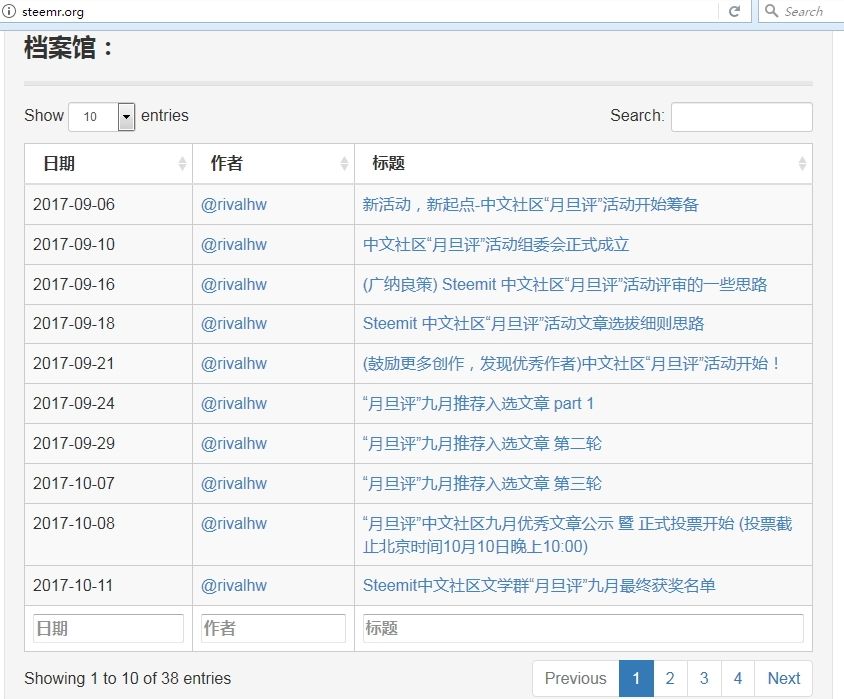 steemr.org
Search
档案馆：
Show 10 entries
Search:
日期 作者 标题
2017-09-06 @rivalhw 新活动，新起点-中文社区“月旦评”活动开始筹备
2017-09-10 @rivalhw 中文社区“月旦评”活动组委会正式成立
2017-09-16 @rivalhw (广纳良策) Steemit 中文社区“月旦评”活动评审的一些思路
2017-09-18 @rivalhw Steemit 中文社区“月旦评”活动文章选拔细则思路
2017-09-21 @rivalhw (鼓励更多创作，发现优秀作者)中文社区“月旦评”活动开始！
2017-09-24 @rivalhw “月旦评”九月推荐入选文章 part 1
2017-09-29 @rivalhw “月旦评”九月推荐入选文章 第二轮
2017-10-07 @rivalhw “月旦评”九月推荐入选文章 第三轮
2017-10-08 @rivalhw “月旦评”中文社区九月优秀文章公示 暨 正式投票开始 (投票截
止北京时间10月10日晚上10:00)
2017-10-11 @rivalhw Steemit中文社区文学群“月旦评”九月最终获奖名单
日期 作者 标题
Showing 1 to 10 of 38 entries
Previous 1 2 3 4 Next